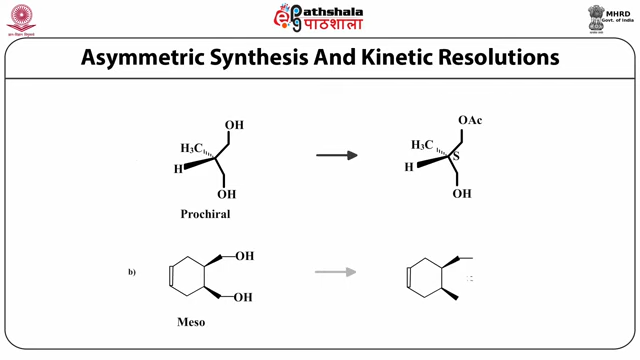 ePathshala
पाठशाला
MHRD
Govt. of India
Asymmetric Synthesis And Kinetic Resolutions
OH
H₃C
H
OH
Prochiral
OAc
H₃C
S
H
OH
b)
OH
OH
Meso